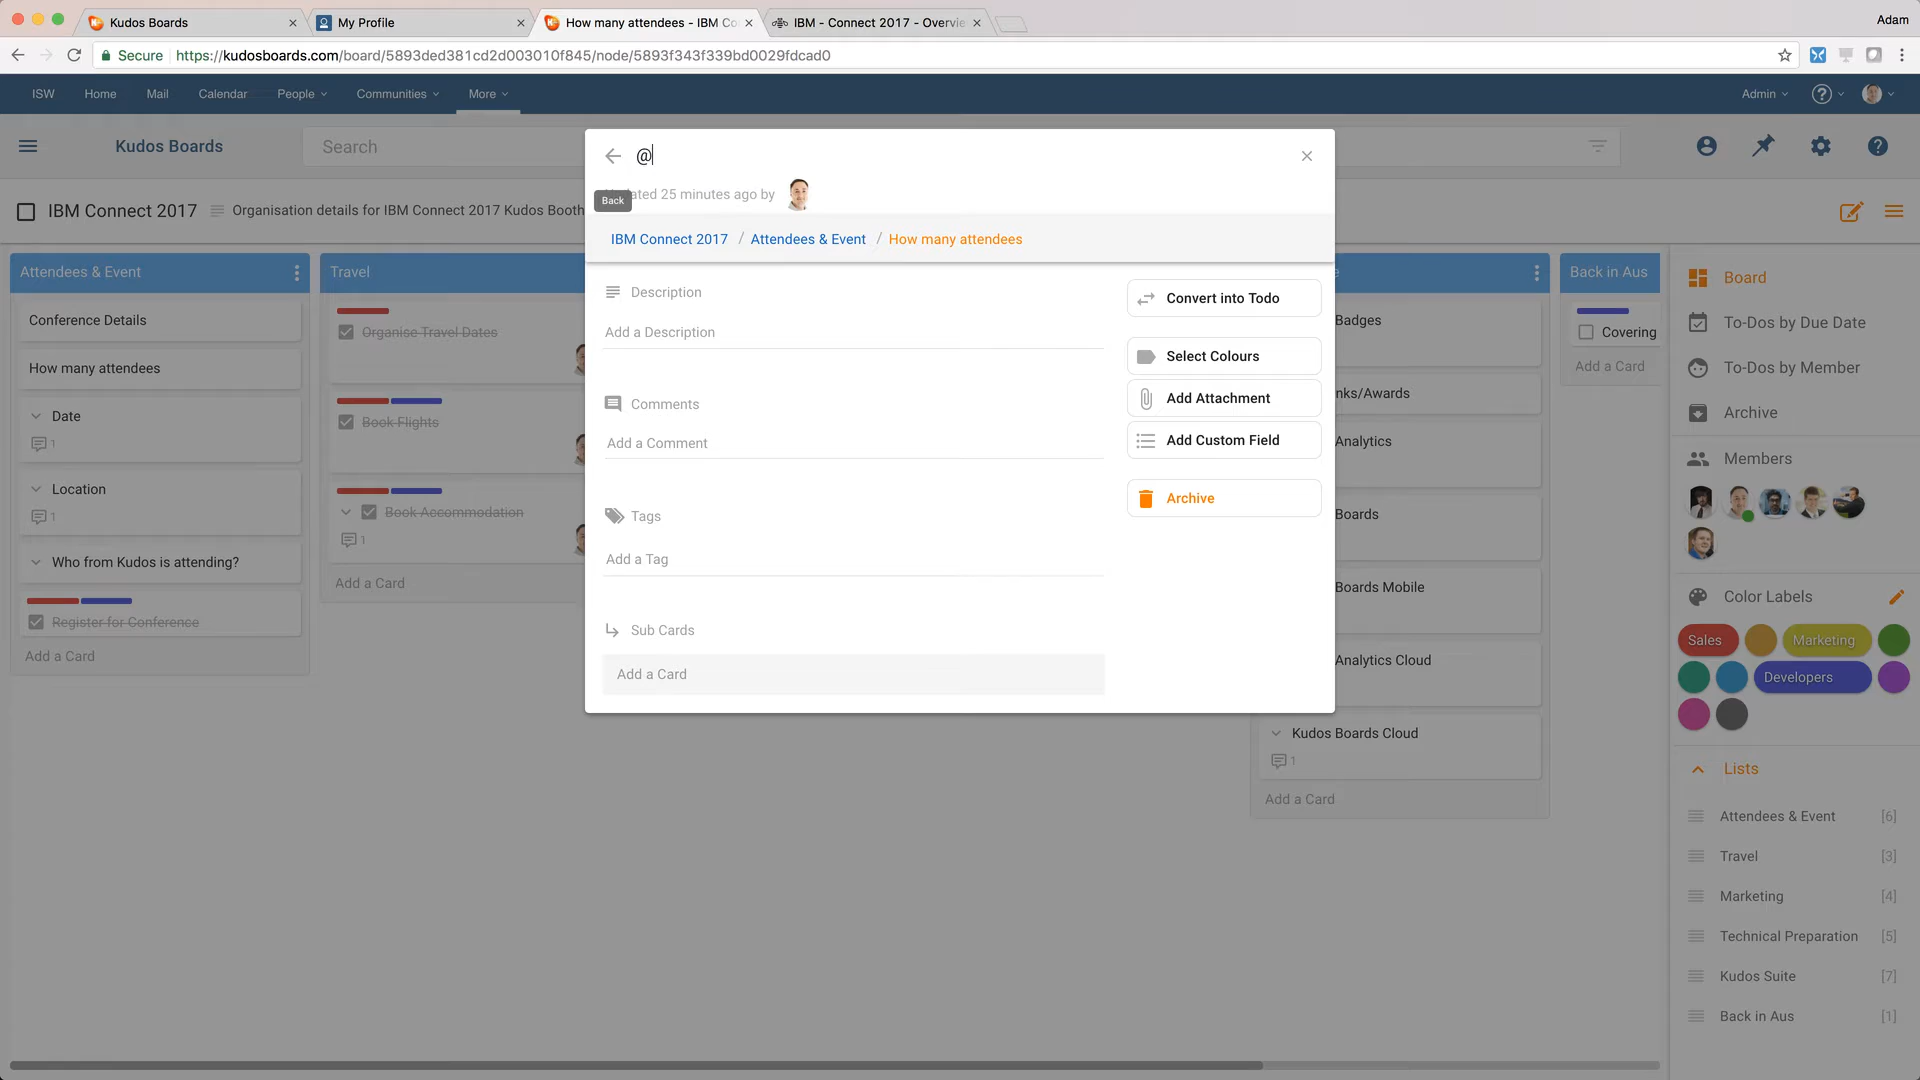 Kudos Boards
My Profile
How many attendees - IBM Co
IBM - Connect 2017 - Overvie
Adam
Secure
https://kudosboards.com/board/5893ded381cd2d003010f845/node/5893f343f339bd0029fdcad0
ISW
Home
Mail
Calendar
People
Communities
More
Admin
Kudos Boards
Search
@
ated 25 minutes ago by
Back
IBM Connect 2017
Organisation details for IBM Connect 2017 Kudos Booth
IBM Connect 2017 / Attendees & Event / How many attendees
Attendees & Event
Conference Details
How many attendees
Date
1
Location
1
Who from Kudos is attending?
Register for Conference
Add a Card
Travel
Organise Travel Dates
Book Flights
Book Accommodation
1
Add a Card
Description
Add a Description
Comments
Add a Comment
Tags
Add a Tag
Sub Cards
Add a Card
Convert into Todo
Select Colours
Add Attachment
Add Custom Field
Archive
Badges
nks/Awards
Analytics
Boards
Boards Mobile
Analytics Cloud
Kudos Boards Cloud
1
Add a Card
Back in Aus
Covering
Add a Card
Board
To-Dos by Due Date
To-Dos by Member
Archive
Members
Color Labels
Sales
Marketing
Developers
Lists
Attendees & Event [6]
Travel [3]
Marketing [4]
Technical Preparation [5]
Kudos Suite [7]
Back in Aus [1]